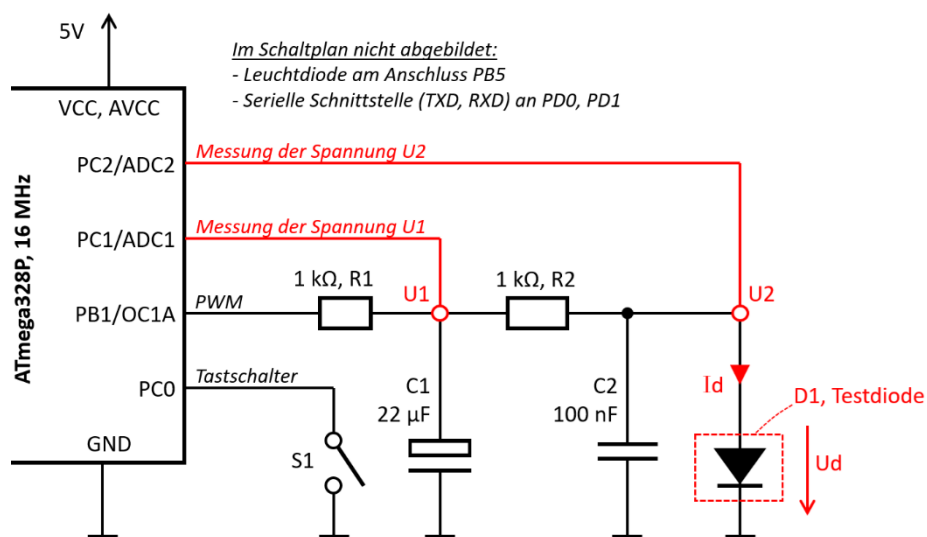 5V
Im Schaltplan nicht abgebildet:
- Leuchtdiode am Anschluss PB5
- Serielle Schnittstelle (TXD, RXD) an PD0, PD1
ATmega328P, 16 MHz
VCC, AVCC
PC2/ADC2
Messung der Spannung U2
PC1/ADC1
Messung der Spannung U1
1 kΩ, R1
U1
1 kΩ, R2
U2
PB1/OC1A
PWM
PC0
Tastschalter
Id
C1
22 µF
C2
100 nF
D1, Testdiode
GND
S1
Ud